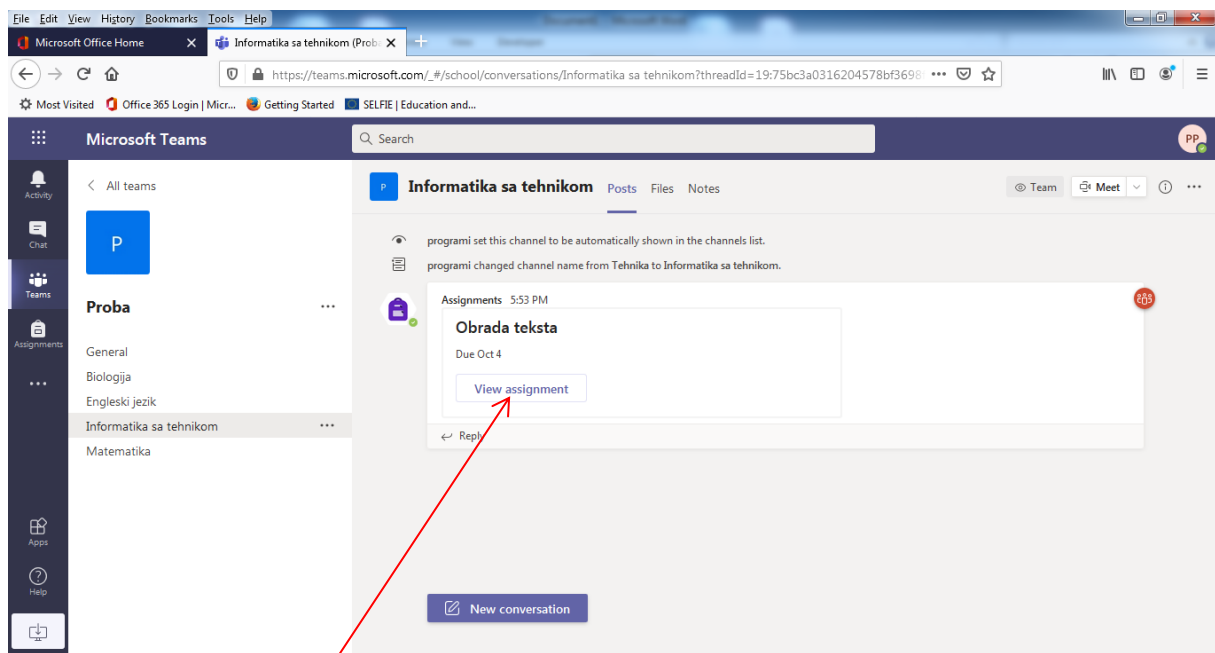 File Edit View History Bookmarks Tools Help
Microsoft Office Home
Informatika sa tehnikom (Prob
https://teams.microsoft.com/_#/school/conversations/Informatika sa tehnikom?threadId=19:75bc3a0316204578bf3698
Most Visited Office 365 Login | Micr... Getting Started SELFIE | Education and...
Microsoft Teams
Search
PP
Activity
Chat
Teams
Assignments
Apps
Help
All teams
P
Proba
General
Biologija
Engleski jezik
Informatika sa tehnikom
Matematika
P Informatika sa tehnikom Posts Files Notes
Team Meet
programi set this channel to be automatically shown in the channels list.
programi changed channel name from Tehnika to Informatika sa tehnikom.
Assignments 5:53 PM
Obrada teksta
Due Oct 4
View assignment
Reply
New conversation